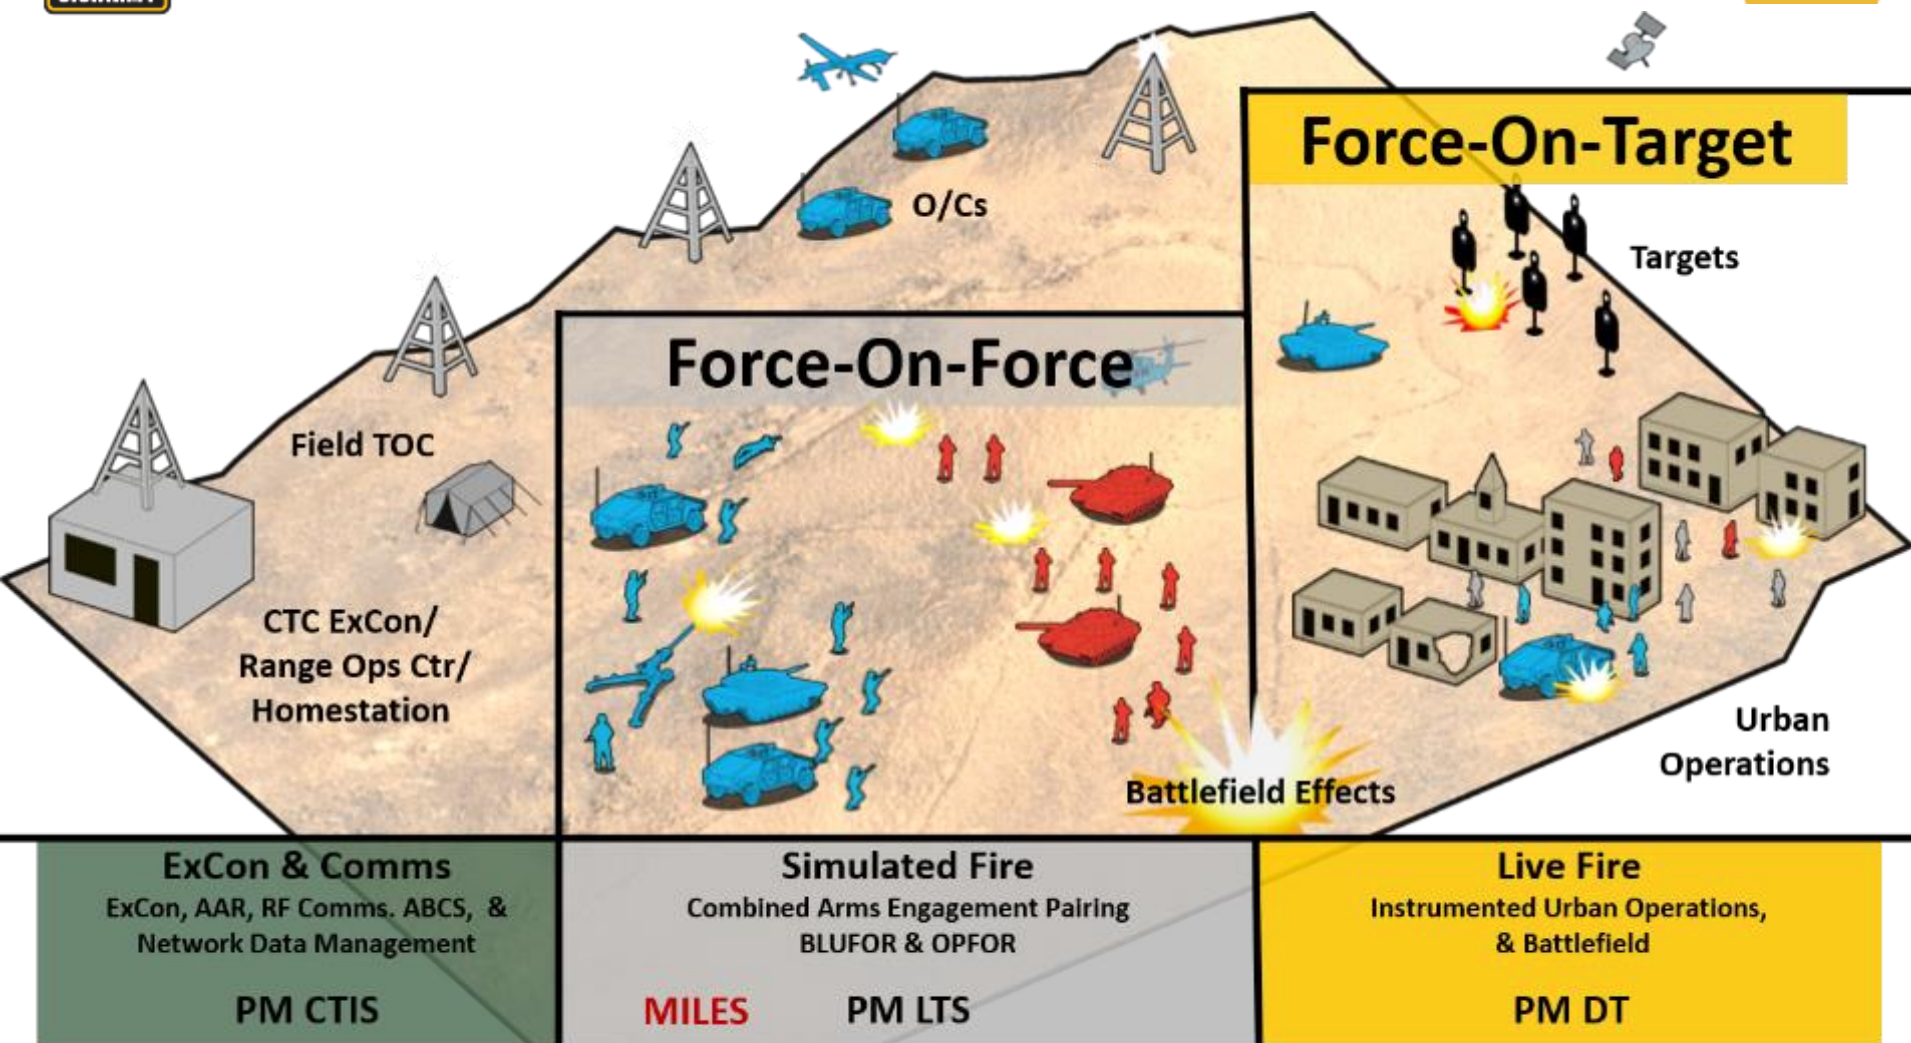 Force-On-Target
O/Cs
Targets
Force-On-Force
Field TOC
CTC ExCon/
Range Ops Ctr/
Homestation
Urban
Operations
Battlefield Effects
ExCon & Comms
ExCon, AAR, RF Comms. ABCS, &
Network Data Management
PM CTIS
Simulated Fire
Combined Arms Engagement Pairing
BLUFOR & OPFOR
MILES PM LTS
Live Fire
Instrumented Urban Operations,
& Battlefield
PM DT